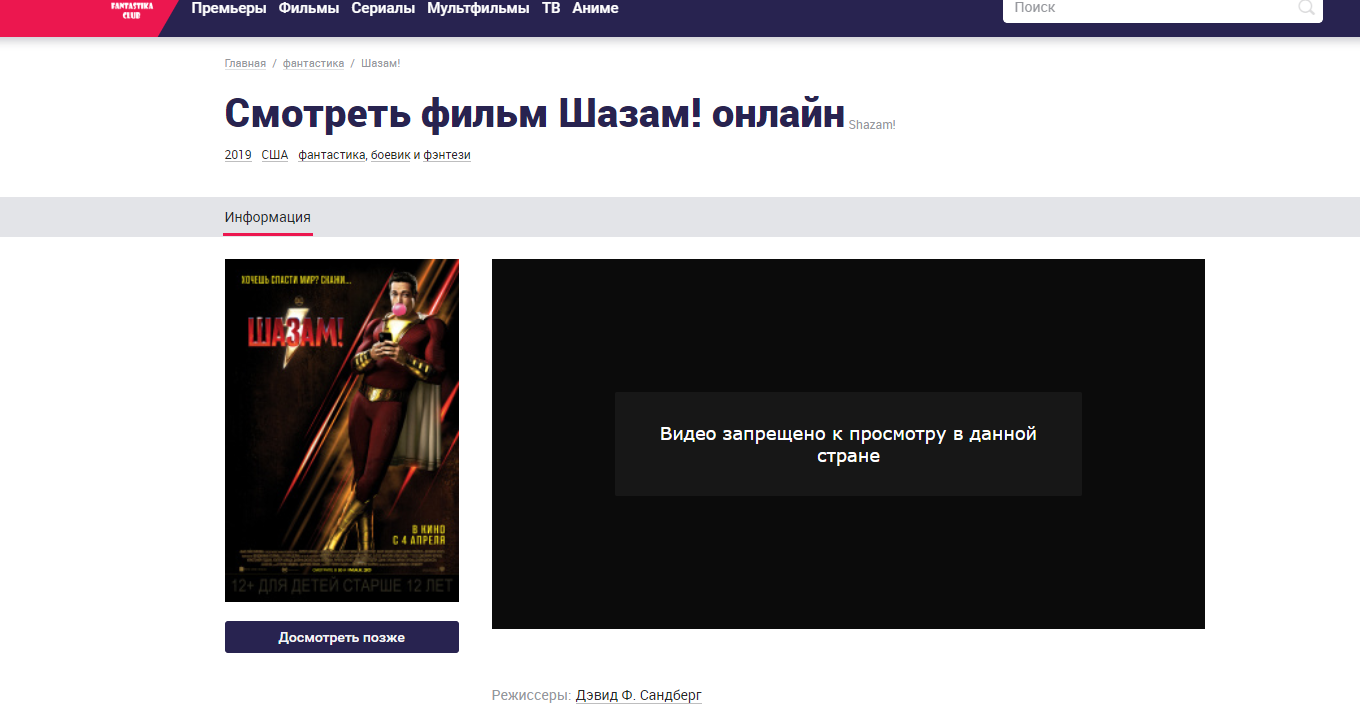 FANTASTIKA
CLUB
Премьеры Фильмы Сериалы Мультфильмы ТВ Аниме
Поиск
Главная / фантастика / Шазам!
Смотреть фильм Шазам! онлайн Shazam!
2019 США фантастика, боевик и фэнтези
Информация
ХОЧЕШЬ СПАСТИ МИР? СКАЖИ...
DC
ШАЗАМ!
В КИНО
С 4 АПРЕЛЯ
12+ ДЛЯ ДЕТЕЙ СТАРШЕ 12 ЛЕТ
Видео запрещено к просмотру в данной
стране
Досмотреть позже
Режиссеры: Дэвид Ф. Сандберг